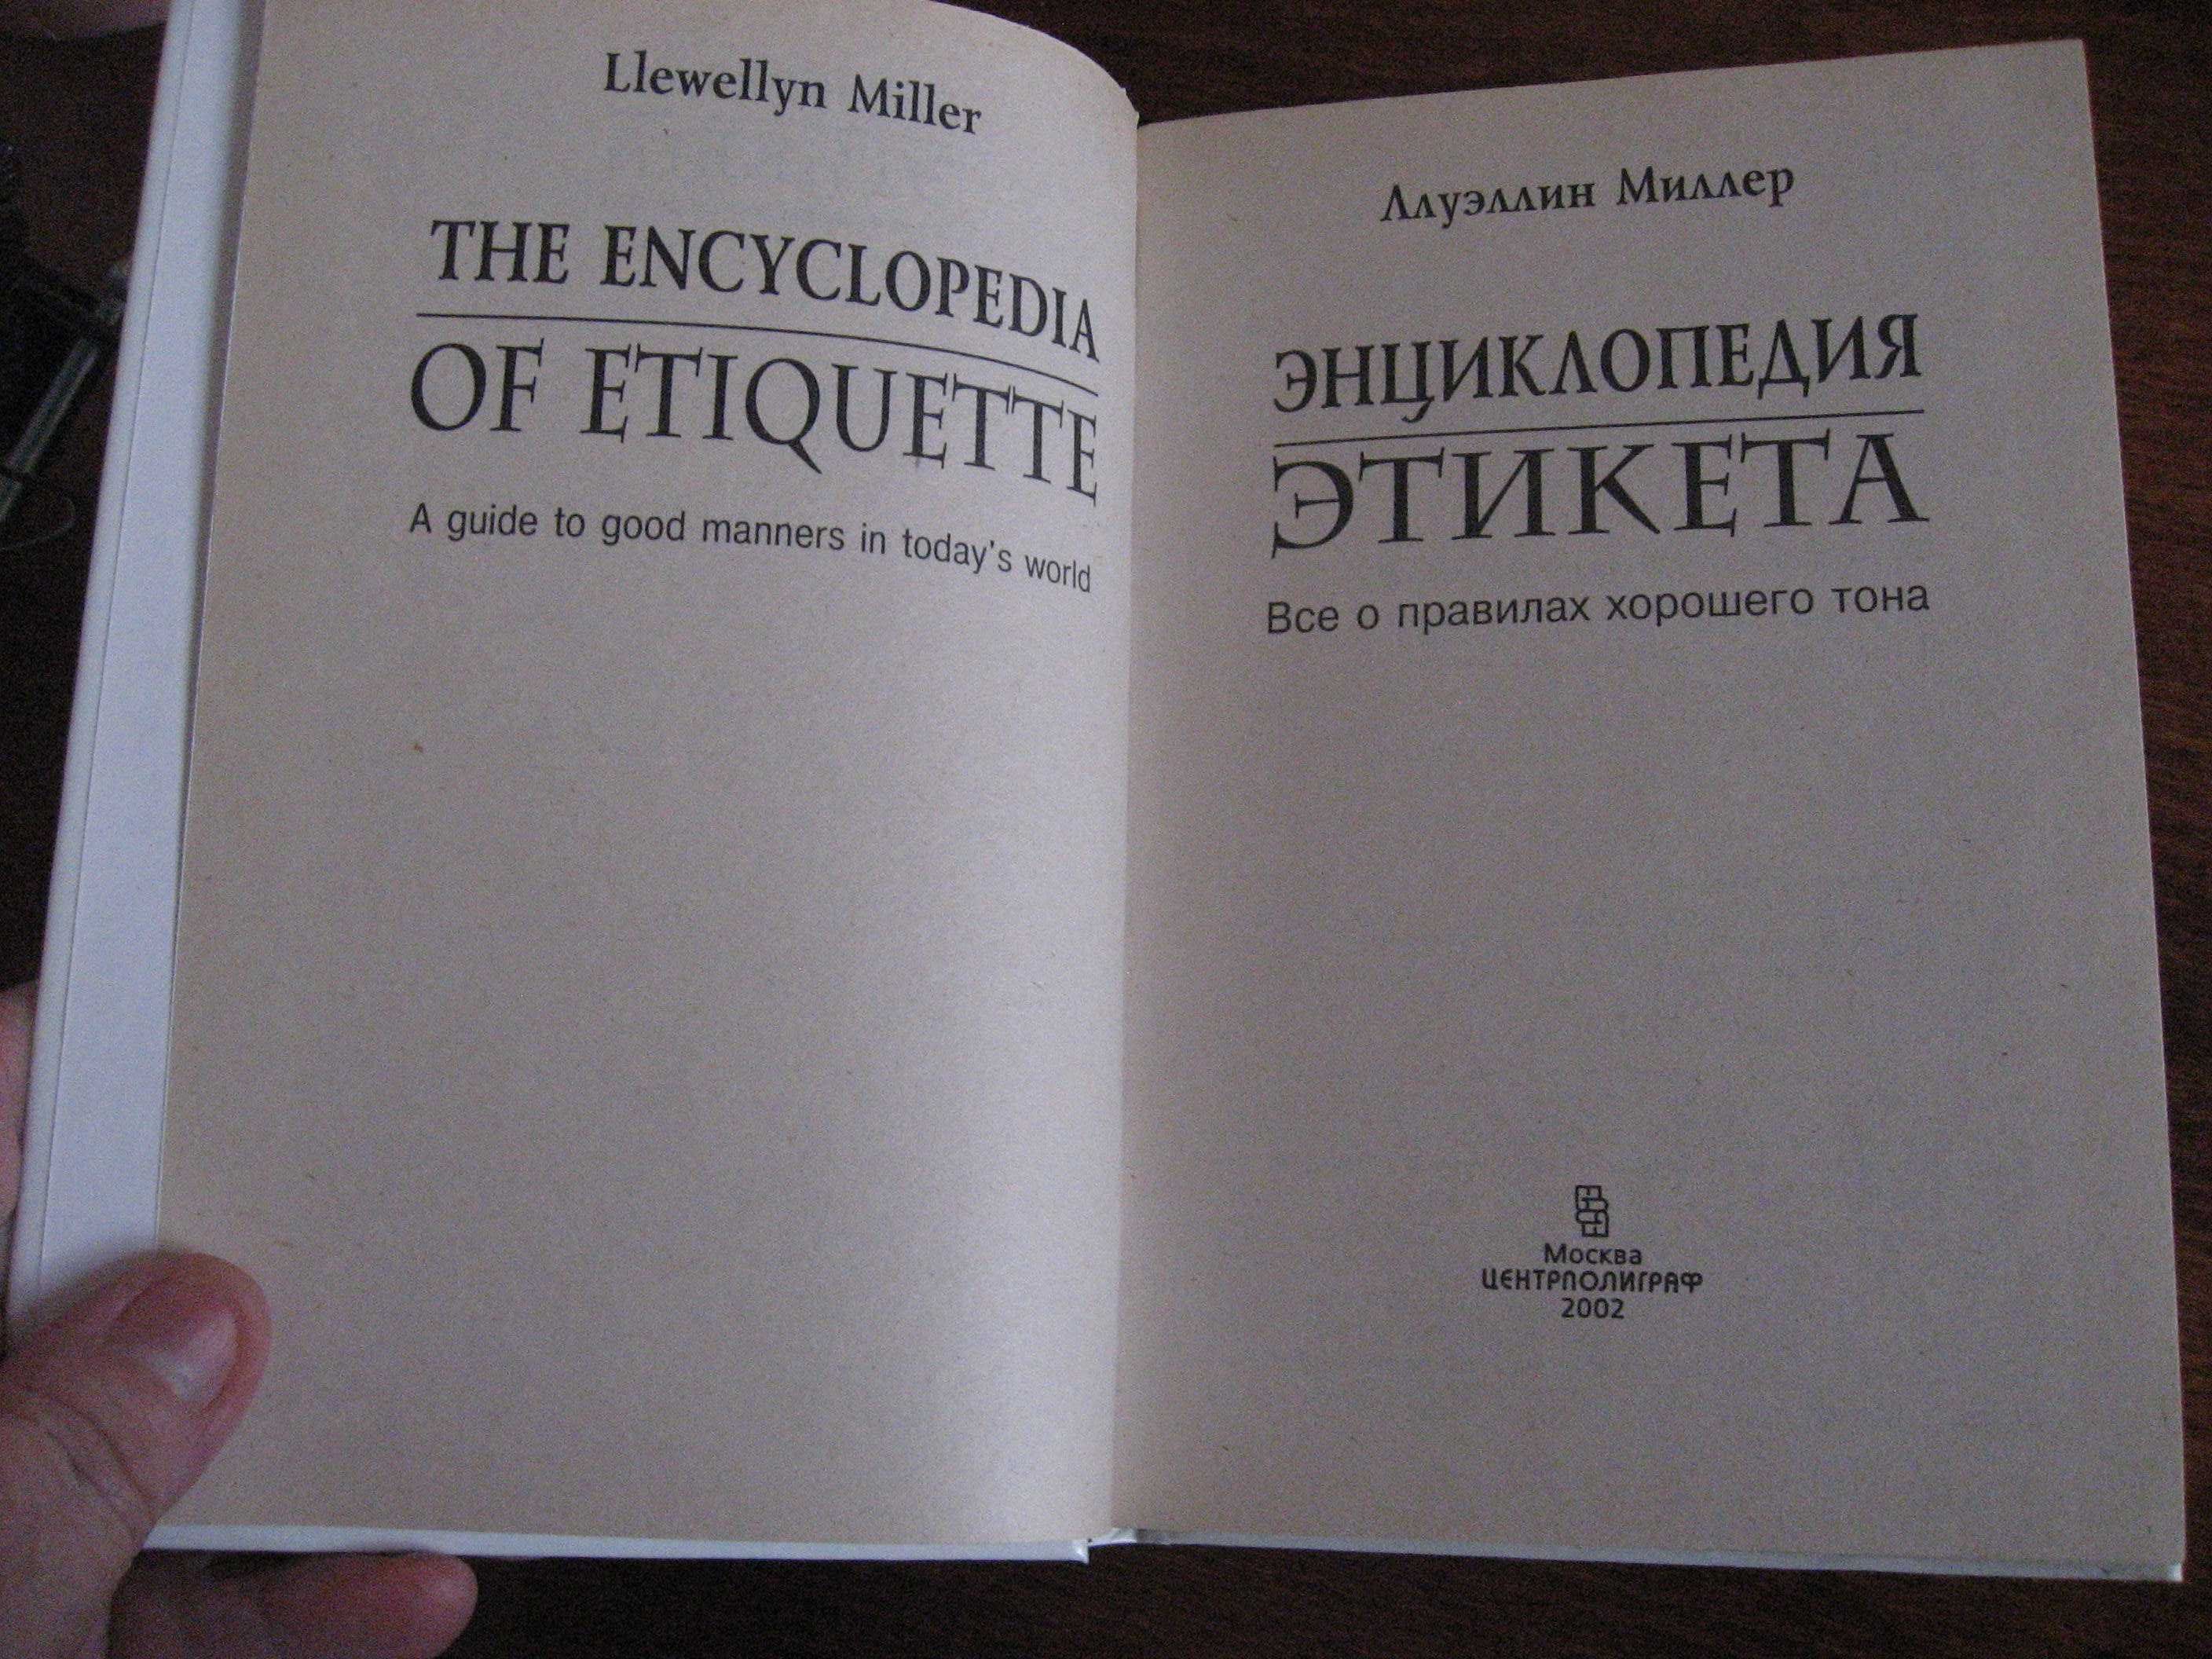 Llewellyn Miller
THE ENCYCLOPEDIA
OF ETIQUETTE
A guide to good manners in today's world
Ллуэллин Миллер
ЭНЦИКЛОПЕДИЯ
ЭТИКЕТА
Все о правилах хорошего тона
Москва
ЦЕНТРПОЛИГРАФ
2002